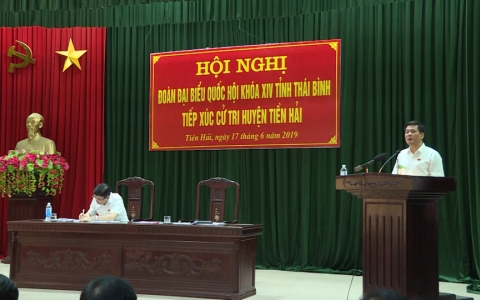 HỘI NGHỊ
ĐOÀN ĐẠI BIỂU QUỐC HỘI KHÓA XIV TỈNH THÁI BÌNH
TIẾP XÚC CỬ TRI HUYỆN TIỀN HẢI
Tiền Hải, ngày 17 tháng 6 năm 2019